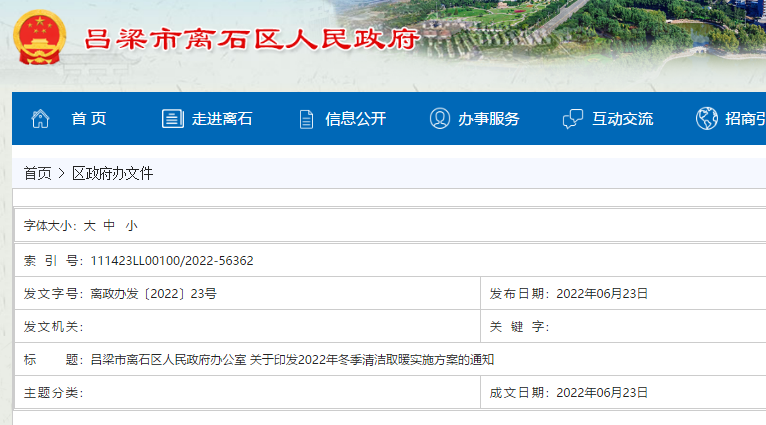 吕梁市离石区人民政府
首 页 走进离石 信息公开 办事服务 互动交流 招商引
首页 > 区政府办文件
字体大小：大 中 小
索 引 号：111423LL00100/2022-56362
发文字号：离政办发〔2022〕23号 发布日期：2022年06月23日
发文机关： 关 键 字：
标 题：吕梁市离石区人民政府办公室 关于印发2022年冬季清洁取暖实施方案的通知
主题分类： 成文日期：2022年06月23日